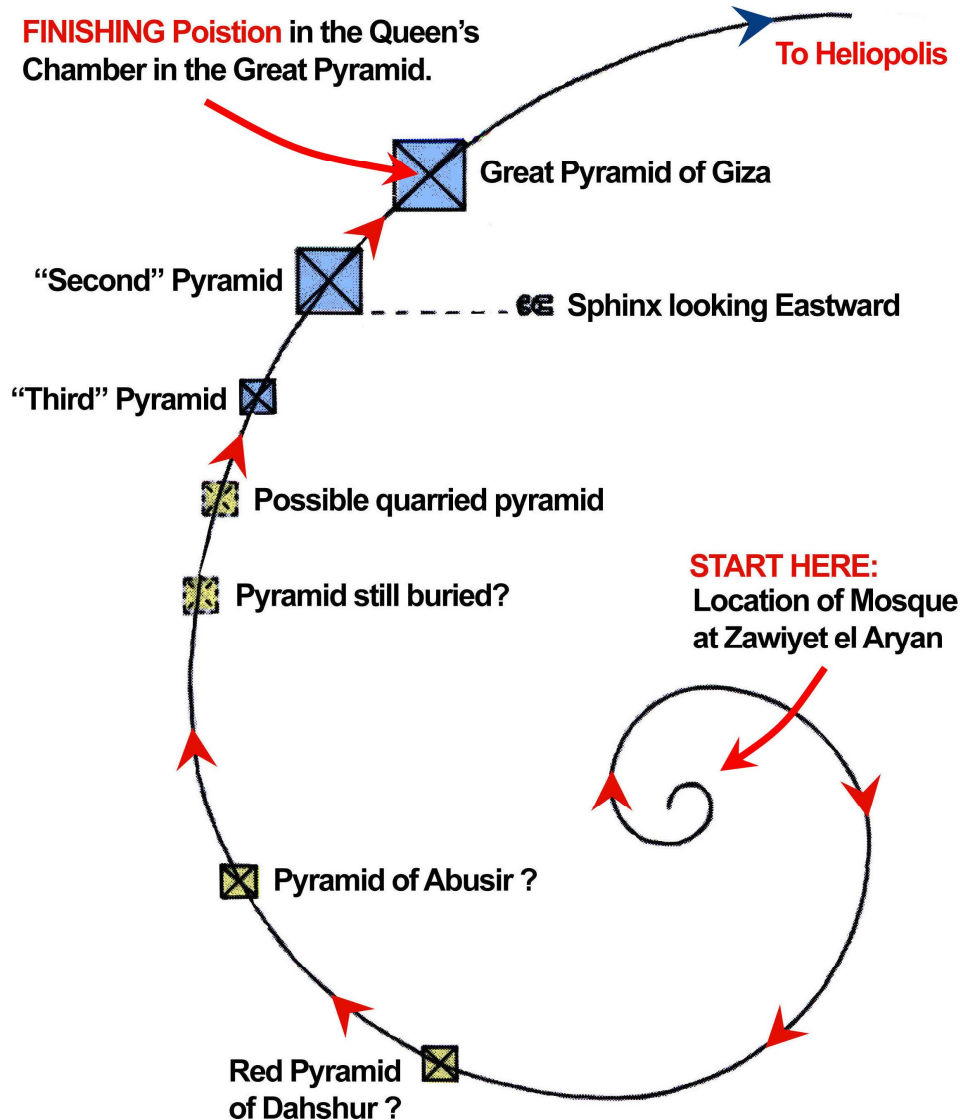 FINISHING Poistion in the Queen's
Chamber in the Great Pyramid.
To Heliopolis
Great Pyramid of Giza
“Second” Pyramid
Sphinx looking Eastward
“Third” Pyramid
Possible quarried pyramid
Pyramid still buried?
START HERE:
Location of Mosque
at Zawiyet el Aryan
Pyramid of Abusir ?
Red Pyramid
of Dahshur ?